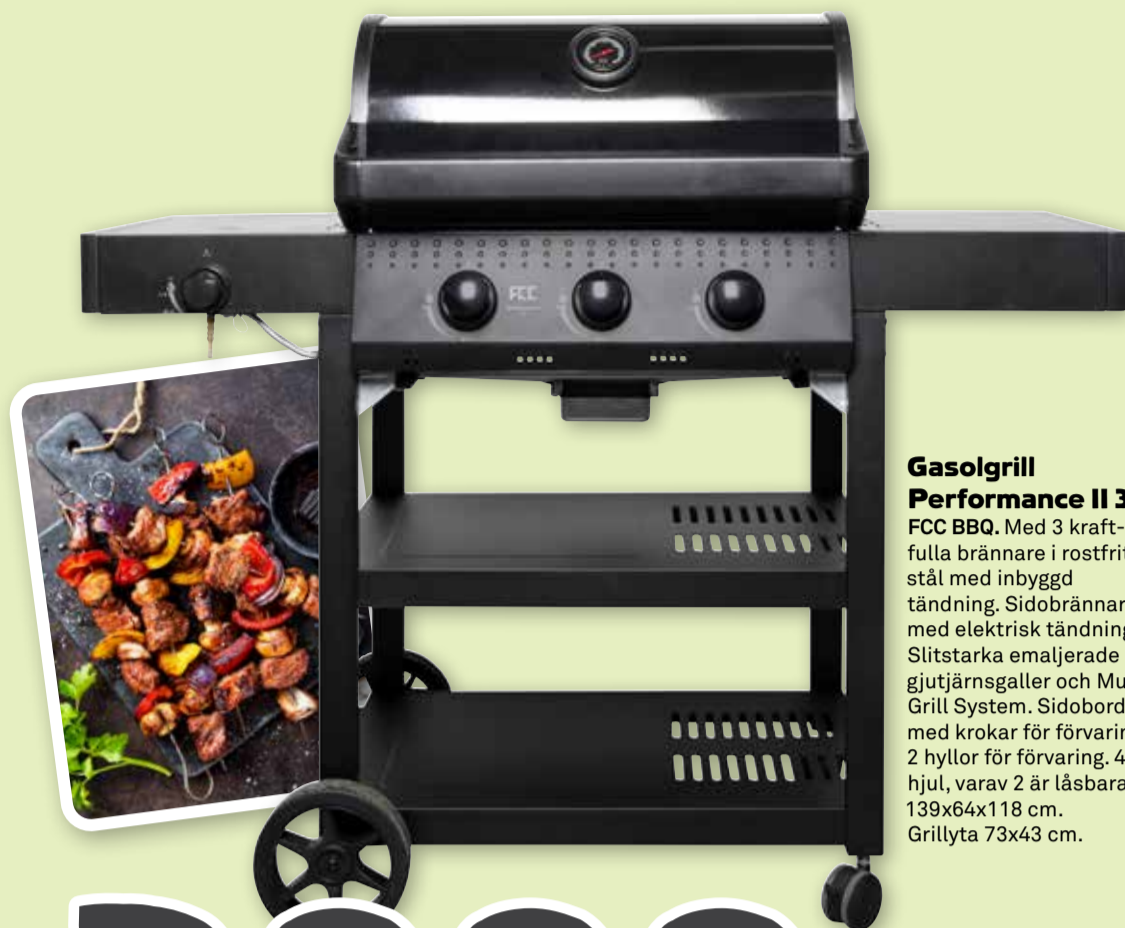 FCC
Gasolgrill
Performance II 3
FCC BBQ. Med 3 kraft-
fulla brännare i rostfrit
stål med inbyggd
tändning. Sidobrännar
med elektrisk tändning
Slitstarka emaljerade
gjutjärnsgaller och Mu
Grill System. Sidobord
med krokar för förvarin
2 hyllor för förvaring. 4
hjul, varav 2 är låsbara
139x64x118 cm.
Grillyta 73x43 cm.